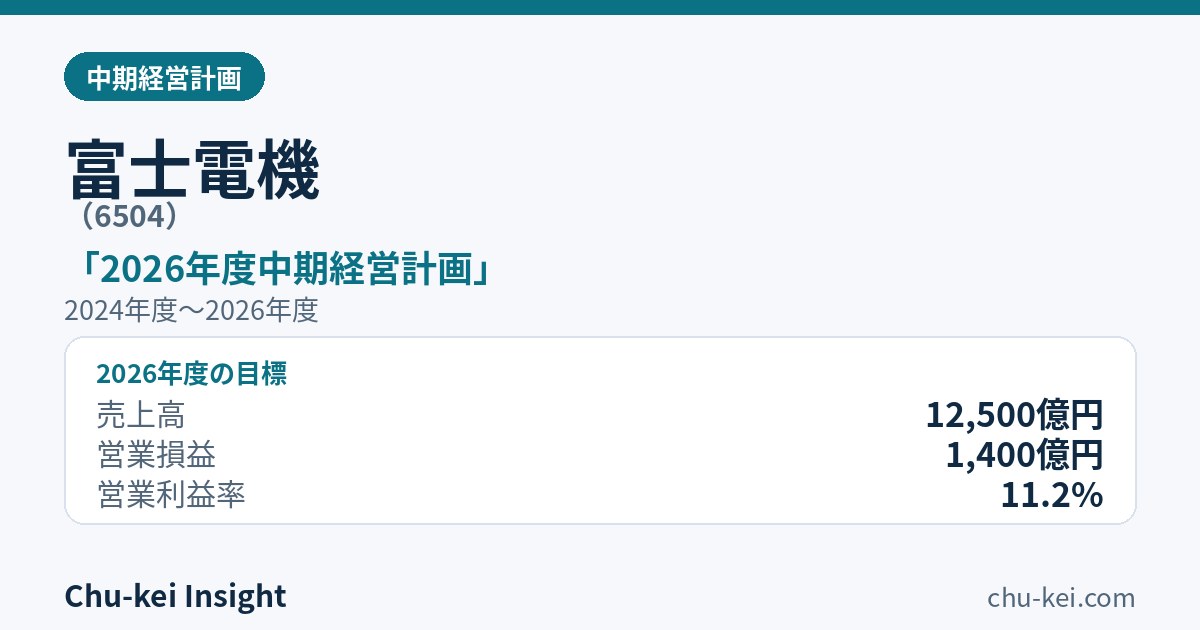 中期経営計画
富士電機
（6504）
「2026年度中期経営計画」
2024年度～2026年度
2026年度の目標
売上高 12,500億円
営業損益 1,400億円
営業利益率 11.2%
Chu-kei Insight chu-kei.com